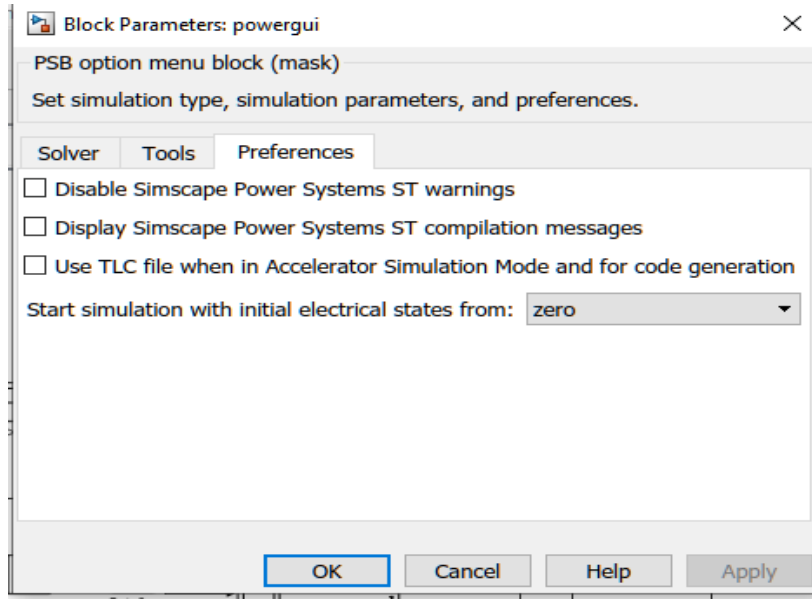 Block Parameters: powergui
PSB option menu block (mask)
Set simulation type, simulation parameters, and preferences.
Solver Tools Preferences
Disable Simscape Power Systems ST warnings
Display Simscape Power Systems ST compilation messages
Use TLC file when in Accelerator Simulation Mode and for code generation
Start simulation with initial electrical states from: zero
OK Cancel Help Apply